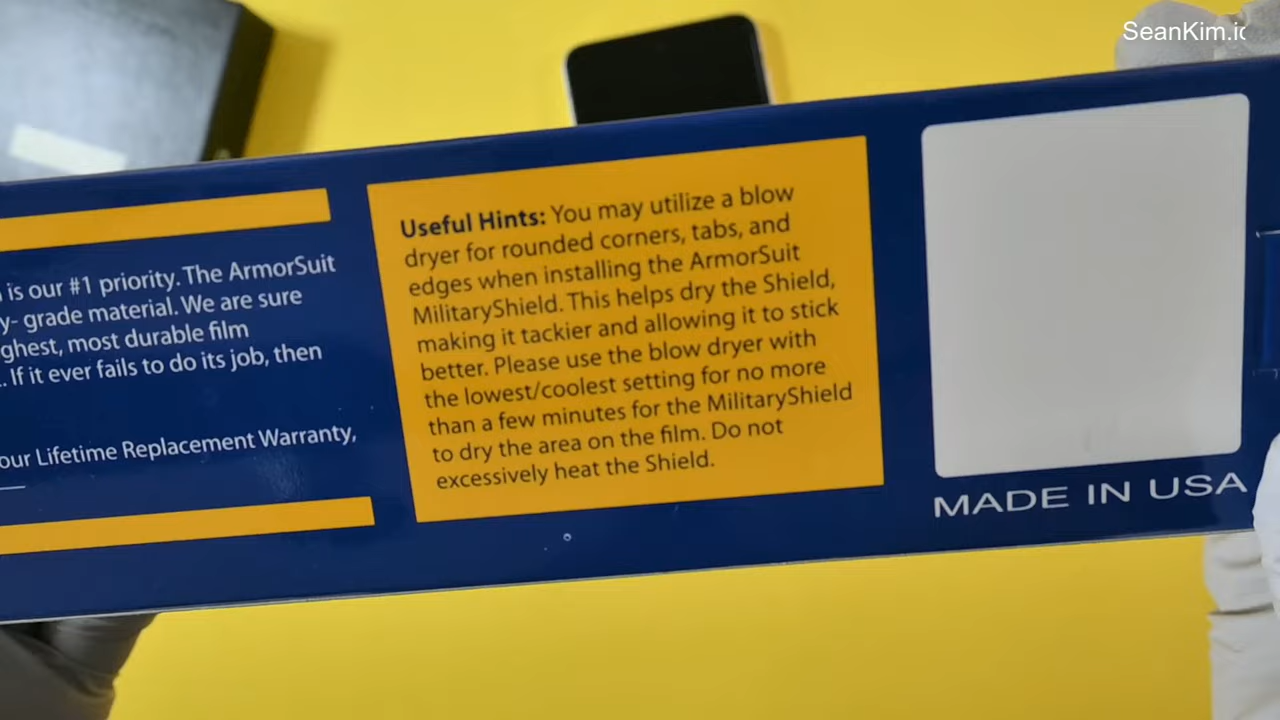 SeanKim.ic
is our #1 priority. The ArmorSuit
y- grade material. We are sure
ghest, most durable film
. If it ever fails to do its job, then
our Lifetime Replacement Warranty,
Useful Hints: You may utilize a blow
dryer for rounded corners, tabs, and
edges when installing the ArmorSuit
MilitaryShield. This helps dry the Shield,
making it tackier and allowing it to stick
better. Please use the blow dryer with
the lowest/coolest setting for no more
than a few minutes for the MilitaryShield
to dry the area on the film. Do not
excessively heat the Shield.
MADE IN USA